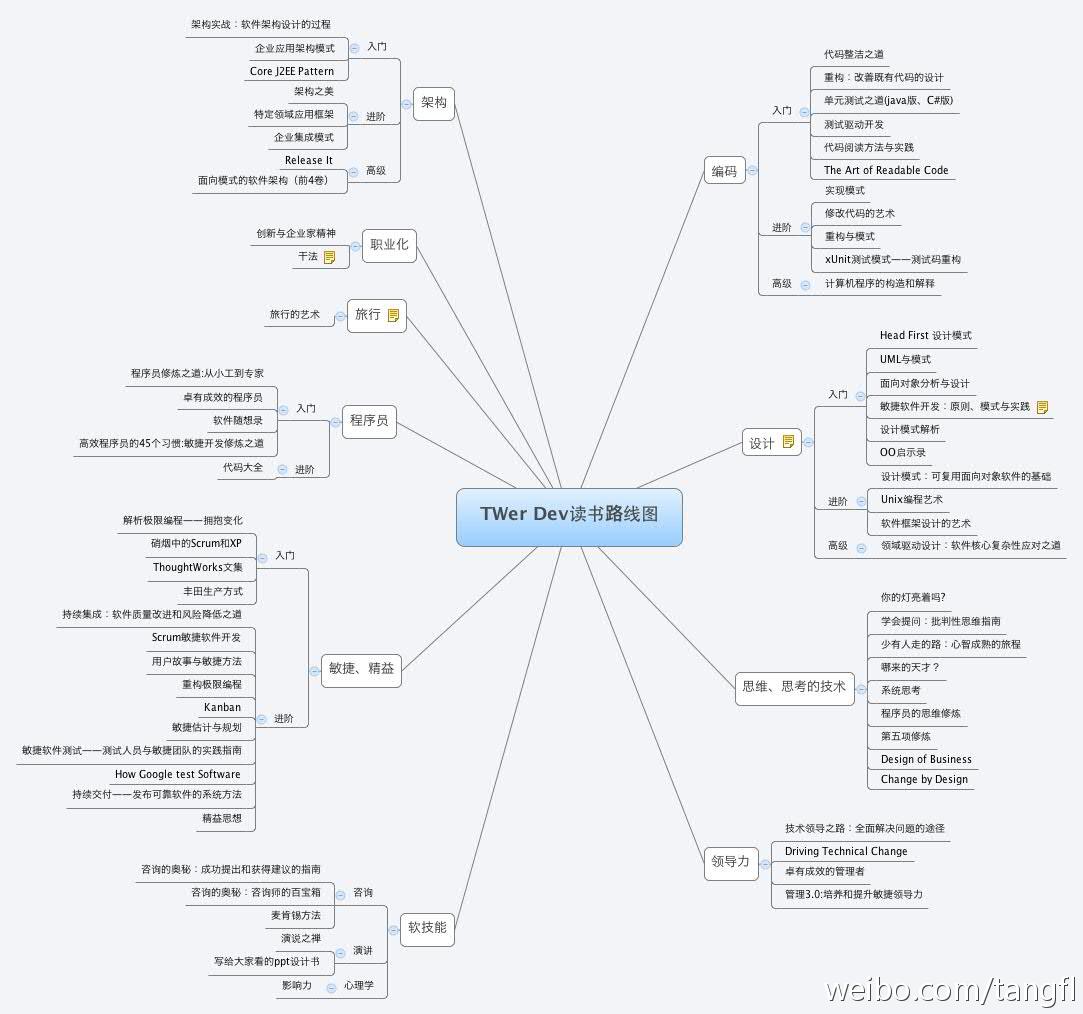 TWer Dev读书路线图
架构
入门
架构实战：软件架构设计的过程
企业应用架构模式
Core J2EE Pattern
进阶
架构之美
特定领域应用框架
企业集成模式
高级
Release It
面向模式的软件架构（前4卷）
职业化
创新与企业家精神
干法
旅行
旅行的艺术
程序员
入门
程序员修炼之道:从小工到专家
卓有成效的程序员
软件随想录
高效程序员的45个习惯:敏捷开发修炼之道
进阶
代码大全
敏捷、精益
入门
解析极限编程——拥抱变化
硝烟中的Scrum和XP
ThoughtWorks文集
丰田生产方式
进阶
持续集成：软件质量改进和风险降低之道
Scrum敏捷软件开发
用户故事与敏捷方法
重构极限编程
Kanban
敏捷估计与规划
敏捷软件测试——测试人员与敏捷团队的实践指南
How Google test Software
持续交付——发布可靠软件的系统方法
精益思想
软技能
咨询
咨询的奥秘：成功提出和获得建议的指南
咨询的奥秘：咨询师的百宝箱
麦肯锡方法
演讲
演说之禅
写给大家看的ppt设计书
心理学
影响力
编码
入门
代码整洁之道
重构：改善既有代码的设计
单元测试之道(java版、C#版)
测试驱动开发
代码阅读方法与实践
The Art of Readable Code
进阶
实现模式
修改代码的艺术
重构与模式
xUnit测试模式——测试码重构
高级
计算机程序的构造和解释
设计
入门
Head First 设计模式
UML与模式
面向对象分析与设计
敏捷软件开发：原则、模式与实践
设计模式解析
OO启示录
进阶
设计模式：可复用面向对象软件的基础
Unix编程艺术
软件框架设计的艺术
高级
领域驱动设计：软件核心复杂性应对之道
思维、思考的技术
你的灯亮着吗?
学会提问：批判性思维指南
少有人走的路：心智成熟的旅程
哪来的天才？
系统思考
程序员的思维修炼
第五项修炼
Design of Business
Change by Design
领导力
技术领导之路：全面解决问题的途径
Driving Technical Change
卓有成效的管理者
管理3.0:培养和提升敏捷领导力
weibo.com/tangfl